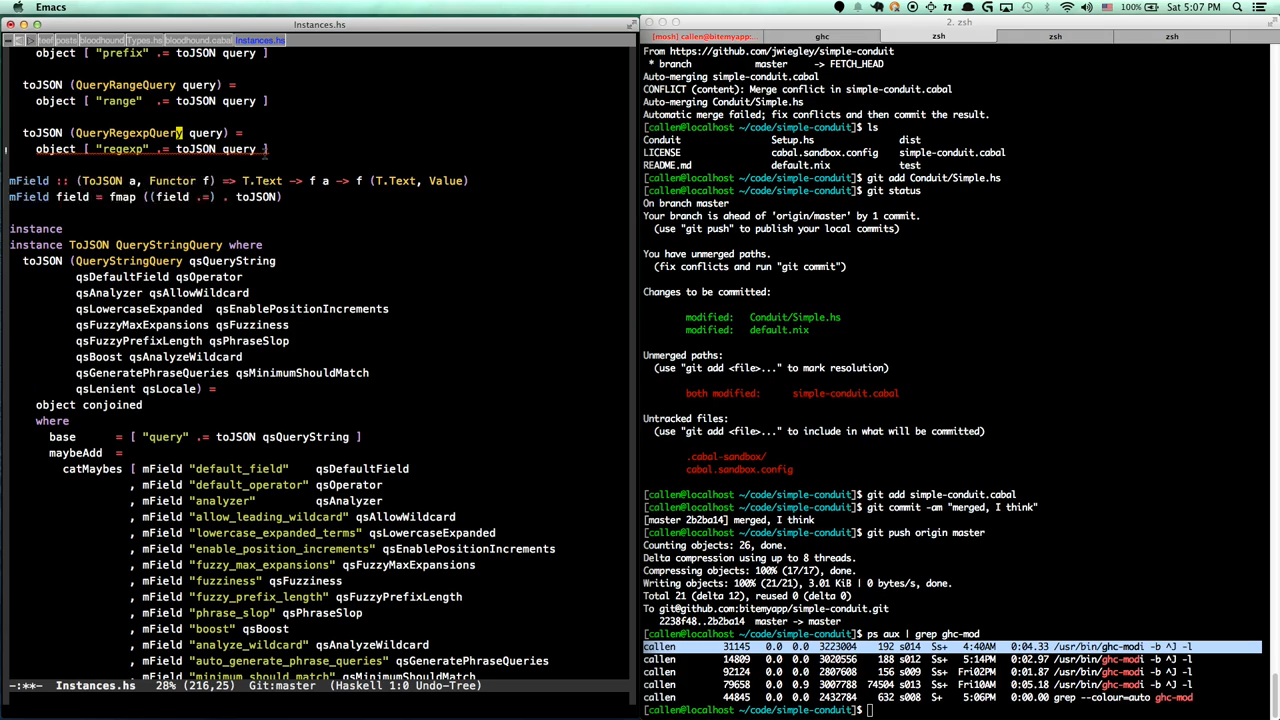 Emacs
100%
Sat 5:07 PM
Instances.hs
2. zsh
reef posts bloodhound Types.hs bloodhound.cabal Instances.hs
object [ "prefix" .= toJSON query ]
toJSON (QueryRangeQuery query) =
object [ "range"  .= toJSON query ]
toJSON (QueryRegexpQuery query) =
object [ "regexp"  .= toJSON query ]
mField :: (ToJSON a, Functor f) => T.Text -> f a -> f (T.Text, Value)
mField field = fmap ((field .=) . toJSON)
instance
instance ToJSON QueryStringQuery where
toJSON (QueryStringQuery qsQueryString
qsDefaultField qsOperator
qsAnalyzer qsAllowWildcard
qsLowercaseExpanded  qsEnablePositionIncrements
qsFuzzyMaxExpansions qsFuzziness
qsFuzzyPrefixLength qsPhraseSlop
qsBoost qsAnalyzeWildcard
qsGeneratePhraseQueries qsMinimumShouldMatch
qsLenient qsLocale) =
object conjoined
where
base     = [ "query" .= toJSON qsQueryString ]
maybeAdd  =
catMaybes [ mField "default_field"    qsDefaultField
, mField "default_operator" qsOperator
, mField "analyzer"         qsAnalyzer
, mField "allow_leading_wildcard" qsAllowWildcard
, mField "lowercase_expanded_terms" qsLowercaseExpanded
, mField "enable_position_increments" qsEnablePositionIncrements
, mField "fuzzy_max_expansions" qsFuzzyMaxExpansions
, mField "fuzziness" qsFuzziness
, mField "fuzzy_prefix_length" qsFuzzyPrefixLength
, mField "phrase_slop" qsPhraseSlop
, mField "boost" qsBoost
, mField "analyze_wildcard" qsAnalyzeWildcard
, mField "auto_generate_phrase_queries" qsGeneratePhraseQueries
, mField "minimum_should_match" qsMinimumShouldMatch
-:**-  Instances.hs   28% (216,25)   Git:master  (Haskell 1:0 Undo-Tree)
[mosh] callen@bitemyapp:... ghc zsh zsh zsh
From https://github.com/jwiegley/simple-conduit
* branch            master     -> FETCH_HEAD
Auto-merging simple-conduit.cabal
CONFLICT (content): Merge conflict in simple-conduit.cabal
Auto-merging Conduit/Simple.hs
Automatic merge failed; fix conflicts and then commit the result.
[callen@localhost ~/code/simple-conduit]$ ls
Conduit              Setup.hs             dist
LICENSE              cabal.sandbox.config simple-conduit.cabal
README.md            default.nix          test
[callen@localhost ~/code/simple-conduit]$ git add Conduit/Simple.hs
[callen@localhost ~/code/simple-conduit]$ git status
On branch master
Your branch is ahead of 'origin/master' by 1 commit.
(use "git push" to publish your local commits)
You have unmerged paths.
(fix conflicts and run "git commit")
Changes to be committed:
modified:   Conduit/Simple.hs
modified:   default.nix
Unmerged paths:
(use "git add <file>..." to mark resolution)
both modified:      simple-conduit.cabal
Untracked files:
(use "git add <file>..." to include in what will be committed)
.cabal-sandbox/
cabal.sandbox.config
[callen@localhost ~/code/simple-conduit]$ git add simple-conduit.cabal
[callen@localhost ~/code/simple-conduit]$ git commit -am "merged, I think"
[master 2b2ba14] merged, I think
[callen@localhost ~/code/simple-conduit]$ git push origin master
Counting objects: 26, done.
Delta compression using up to 8 threads.
Compressing objects: 100% (17/17), done.
Writing objects: 100% (21/21), 3.01 KiB | 0 bytes/s, done.
Total 21 (delta 12), reused 0 (delta 0)
To git@github.com:bitemyapp/simple-conduit.git
2238f48..2b2ba14  master -> master
[callen@localhost ~/code/simple-conduit]$ ps aux | grep ghc-mod
callen          31145   0.0  0.0  3223004    192 s014  Ss+   4:40AM   0:04.33 /usr/bin/ghc-modi -b ^J -l
callen          14809   0.0  0.0  3020556    188 s012  Ss+   5:14PM   0:02.97 /usr/bin/ghc-modi -b ^J -l
callen          92124   0.0  0.0  2807608    156 s009  Ss+  Fri02PM   0:01.87 /usr/bin/ghc-modi -b ^J -l
callen          79658   0.0  0.9  3007788  74504 s013  Ss+  Fri10AM   0:05.18 /usr/bin/ghc-modi -b ^J -l
callen          44845   0.0  0.0  2432784    632 s008  S+    5:06PM   0:00.00 grep --colour=auto ghc-mod
[callen@localhost ~/code/simple-conduit]$